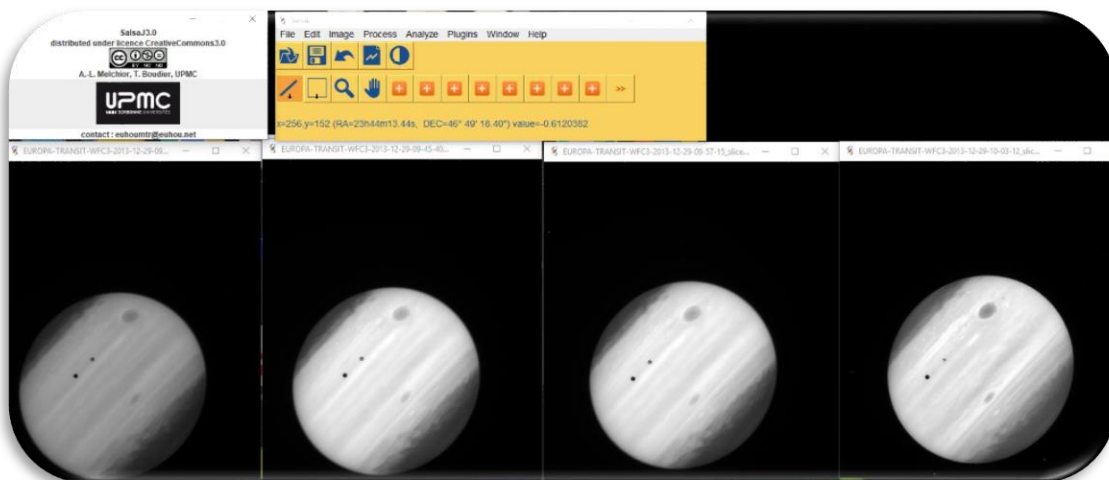 SalsaJ3.0
distributed under licence CreativeCommons3.0
A.-L. Melchior, T. Boudier, UPMC
UPMC
SORBONNE UNIVERSITÉS
contact : euhoumtr@euhou.net
File Edit Image Process Analyze Plugins Window Help
>>
x=256,y=152 (RA=23h44m13.44s, DEC=46° 49' 18.40") value=-0.6120382
EUROPA-TRANSIT-WFC3-2013-12-29-09...
EUROPA-TRANSIT-WFC3-2013-12-29-09-45-40...
EUROPA-TRANSIT-WFC3-2013-12-29-09-57-15_slice...
EUROPA-TRANSIT-WFC3-2013-12-29-10-03-12_slic...